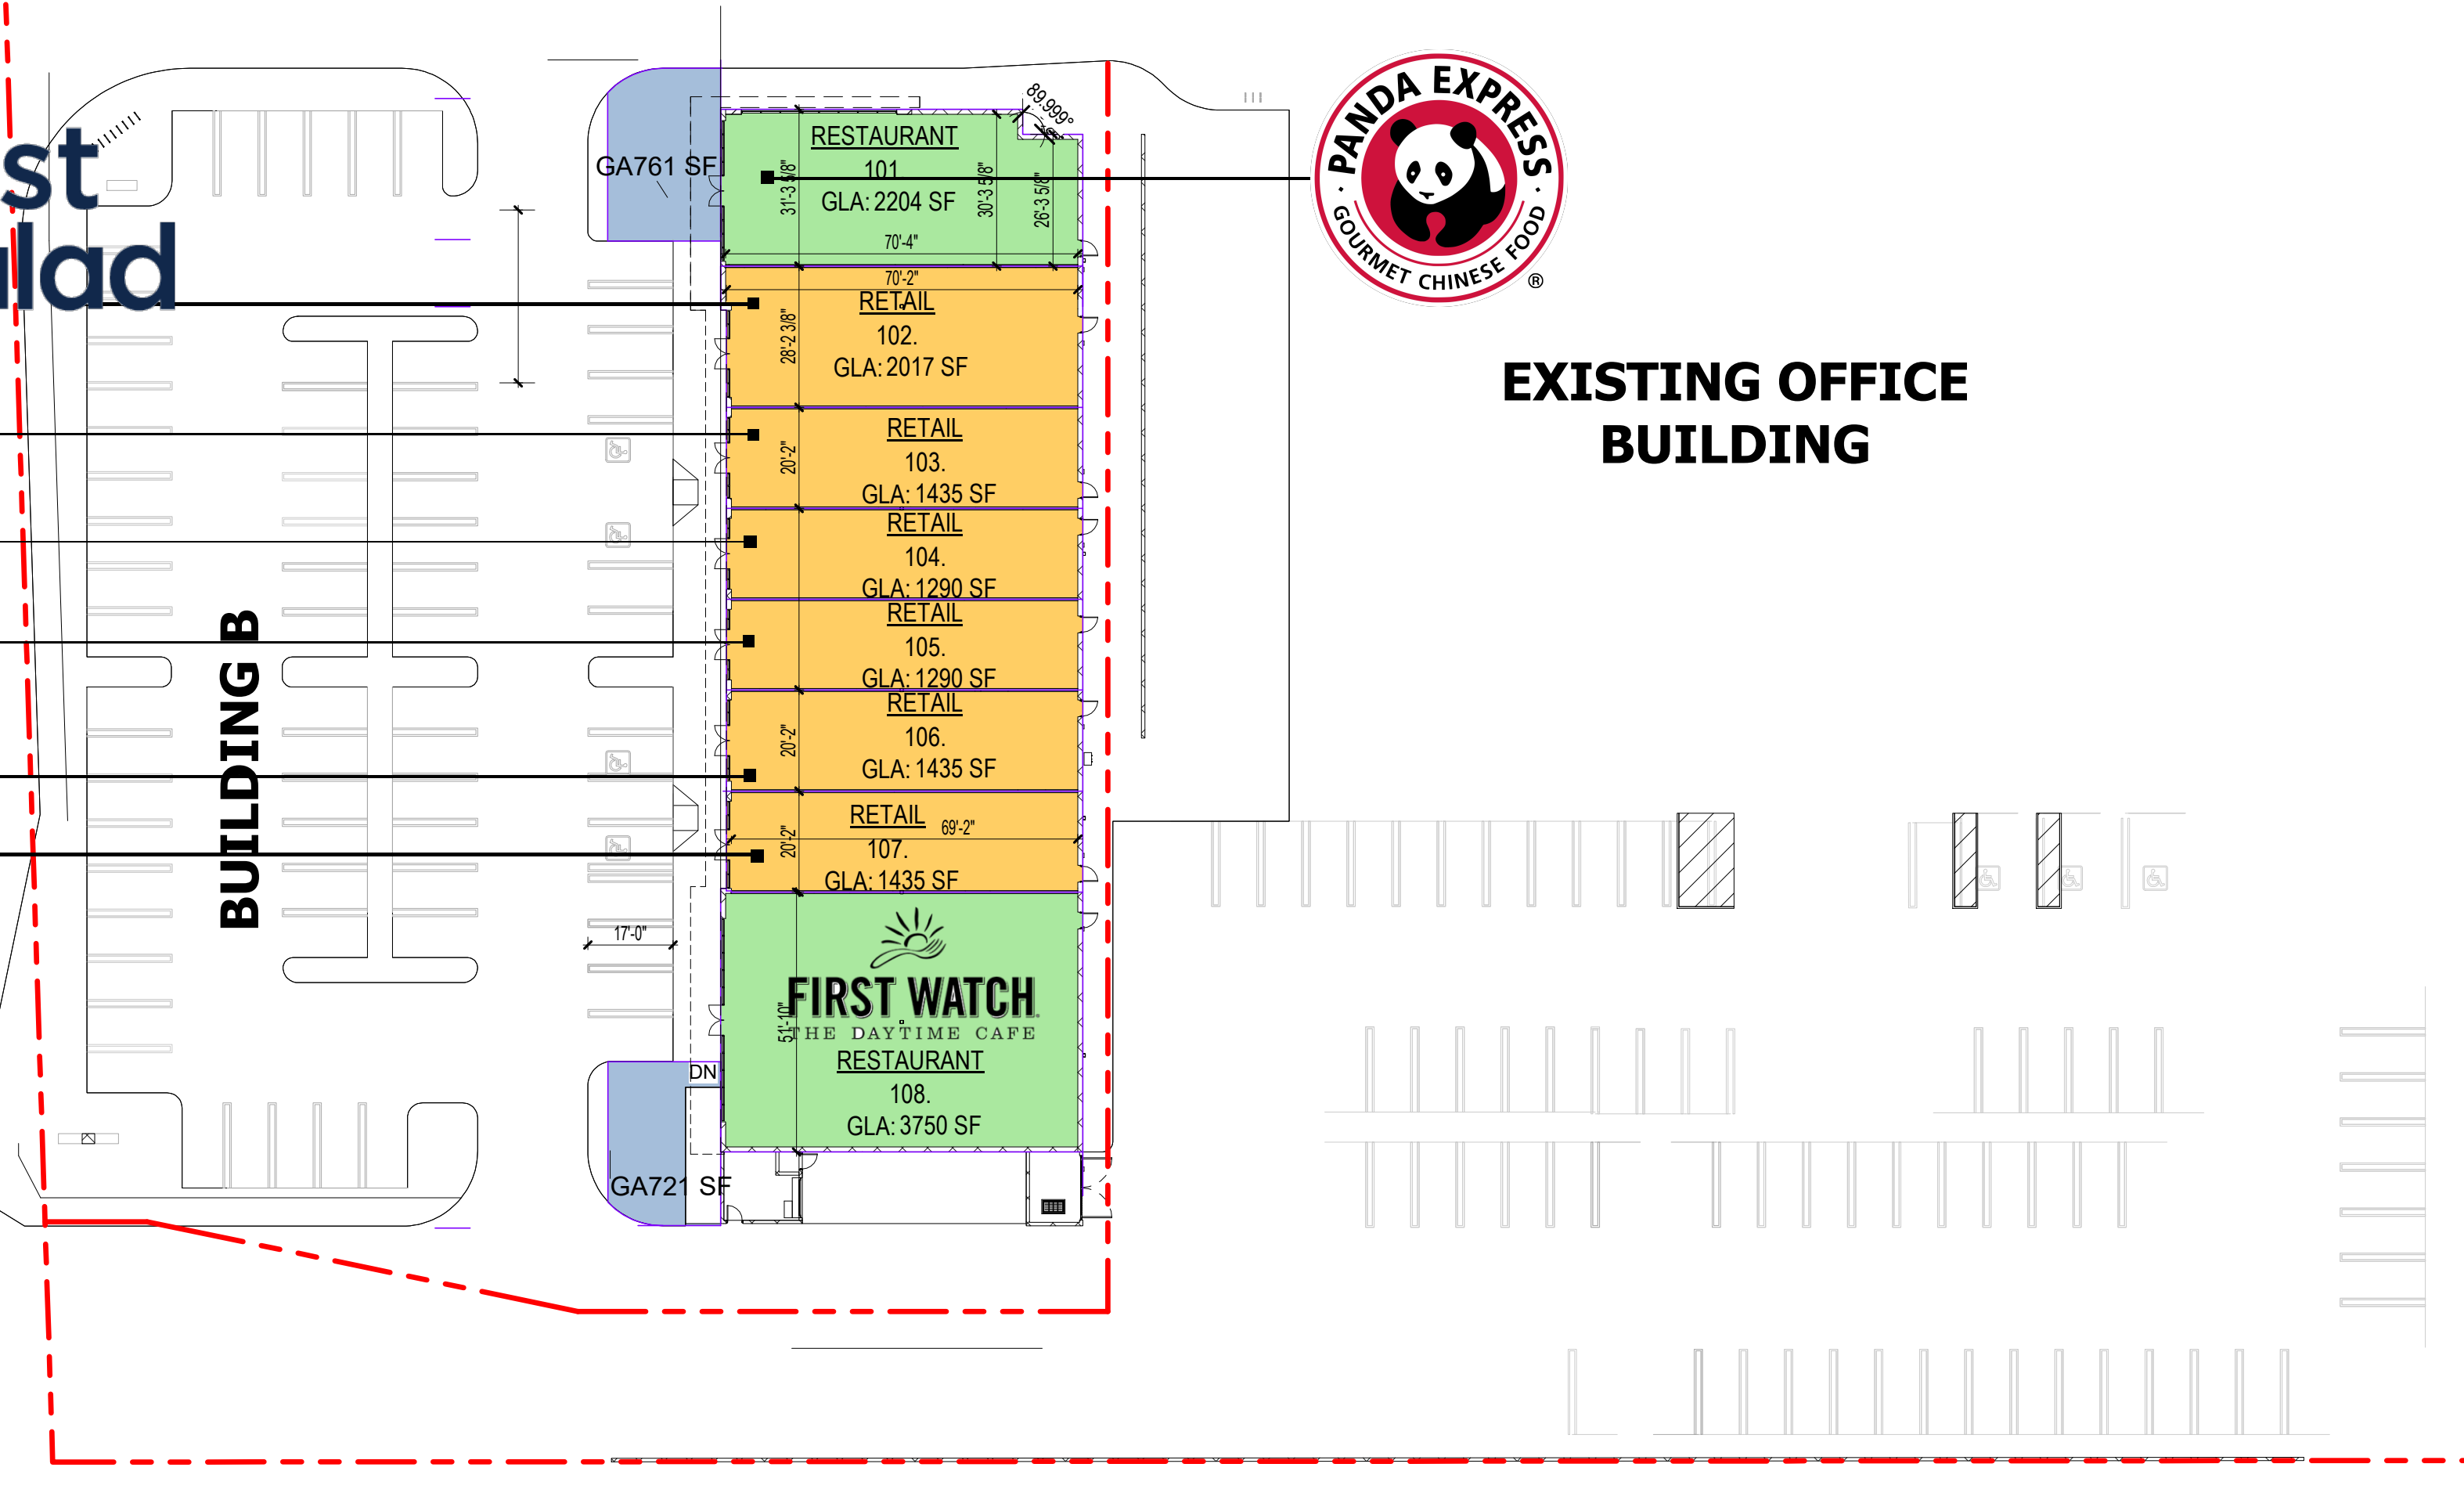 st
lad
GA761 SF
RESTAURANT
101
GLA: 2204 SF
31'-3 5/8"
30'-3 5/8"
26'-3 5/8"
89.999°
70'-4"
PANDA EXPRESS
GOURMET CHINESE FOOD
®
70'-2"
RETAIL
102.
GLA: 2017 SF
28'-2 3/8"
EXISTING OFFICE
BUILDING
RETAIL
103.
GLA: 1435 SF
20'-2"
RETAIL
104.
GLA: 1290 SF
RETAIL
105.
GLA: 1290 SF
BUILDING B
RETAIL
106.
GLA: 1435 SF
20'-2"
RETAIL
69'-2"
107.
GLA: 1435 SF
20'-2"
17'-0"
FIRST WATCH
THE DAYTIME CAFE
51'-10"
RESTAURANT
108.
GLA: 3750 SF
DN
GA721 SF